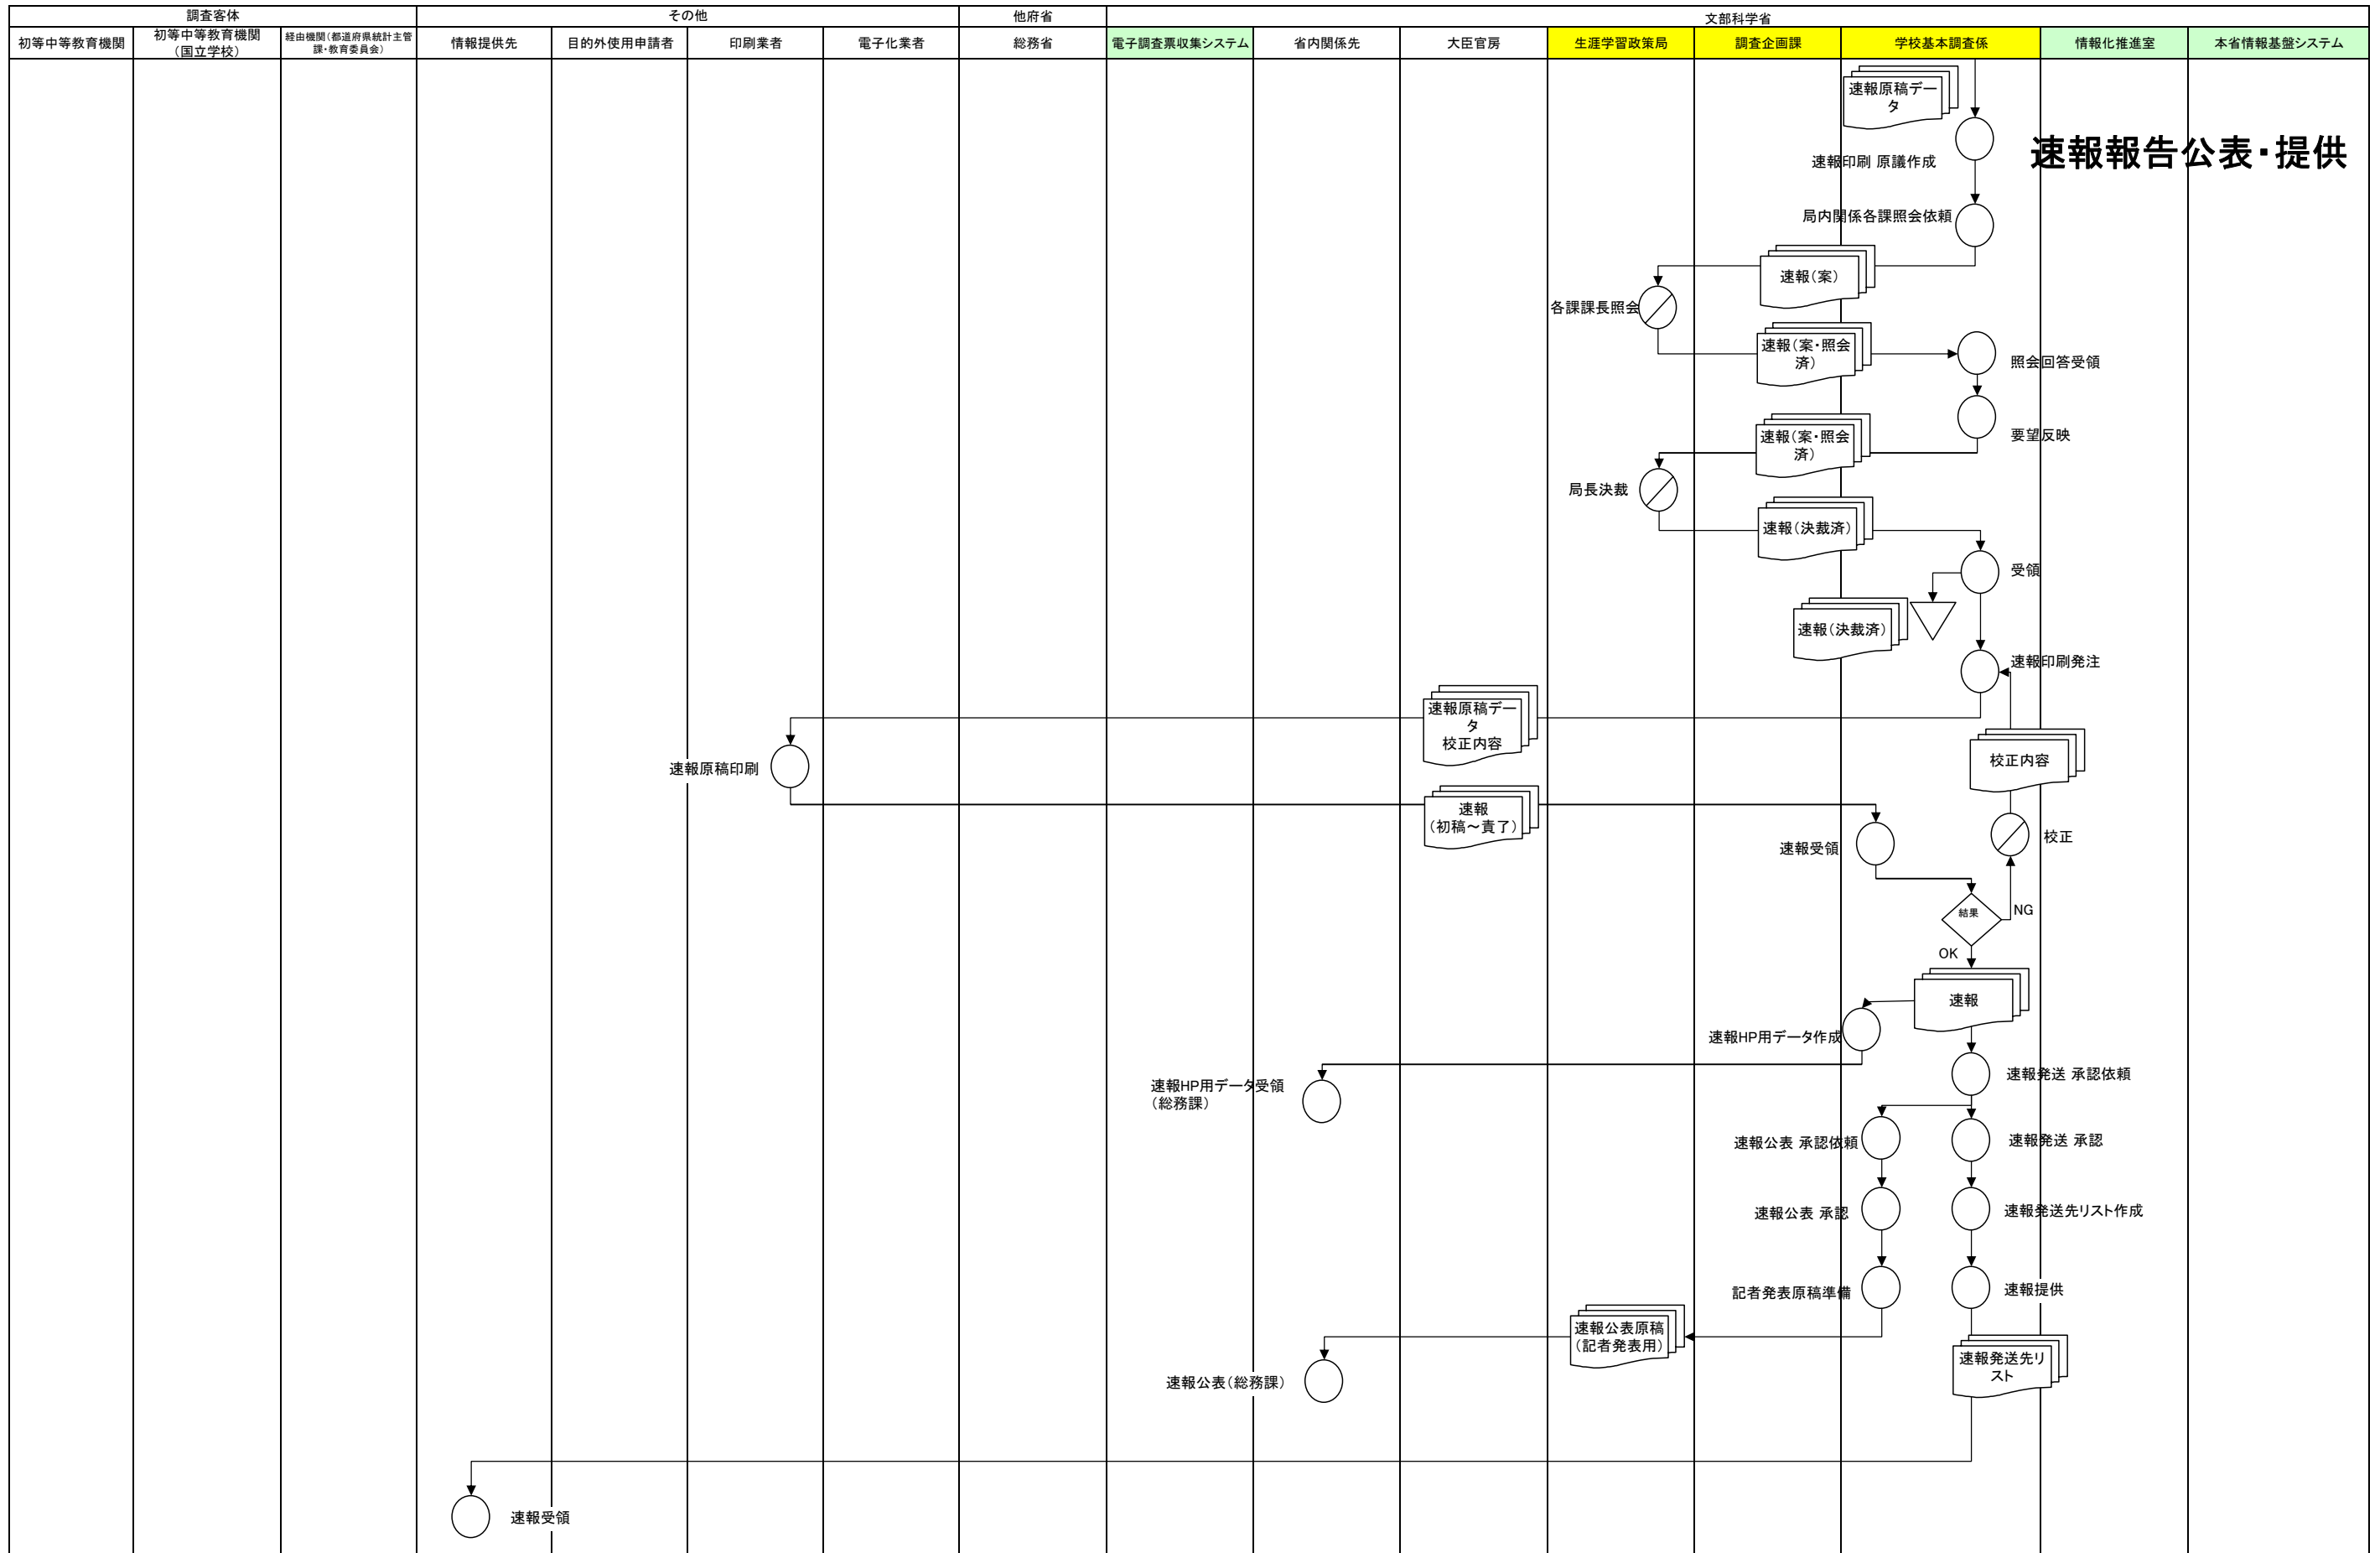 調査客体
その他
他府省
文部科学省
初等中等教育機関
初等中等教育機関
（国立学校）
経由機関（都道府県統計主管
課・教育委員会）
情報提供先
目的外使用申請者
印刷業者
電子化業者
総務省
電子調査票収集システム
省内関係先
大臣官房
生涯学習政策局
調査企画課
学校基本調査係
情報化推進室
本省情報基盤システム
速報原稿デー
タ
速報報告公表・提供
速報印刷 原議作成
局内関係各課照会依頼
速報（案）
各課課長照会
速報（案・照会
済）
照会回答受領
速報（案・照会
済）
要望反映
局長決裁
速報（決裁済）
受領
速報（決裁済）
速報印刷発注
速報原稿デー
タ
校正内容
速報原稿印刷
校正内容
速報
（初稿～責了）
校正
速報受領
結果
NG
OK
速報
速報HP用データ作成
速報HP用データ受領
（総務課）
速報発送 承認依頼
速報公表 承認依頼
速報発送 承認
速報公表 承認
速報発送先リスト作成
記者発表原稿準備
速報提供
速報公表原稿
（記者発表用）
速報発送先リ
スト
速報公表（総務課）
速報受領